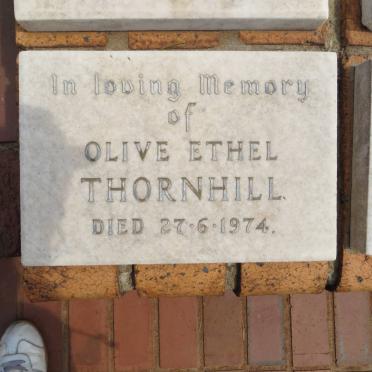 In loving Memory
of
OLIVE ETHEL
THORNHILL.
DIED 27·6·1974.